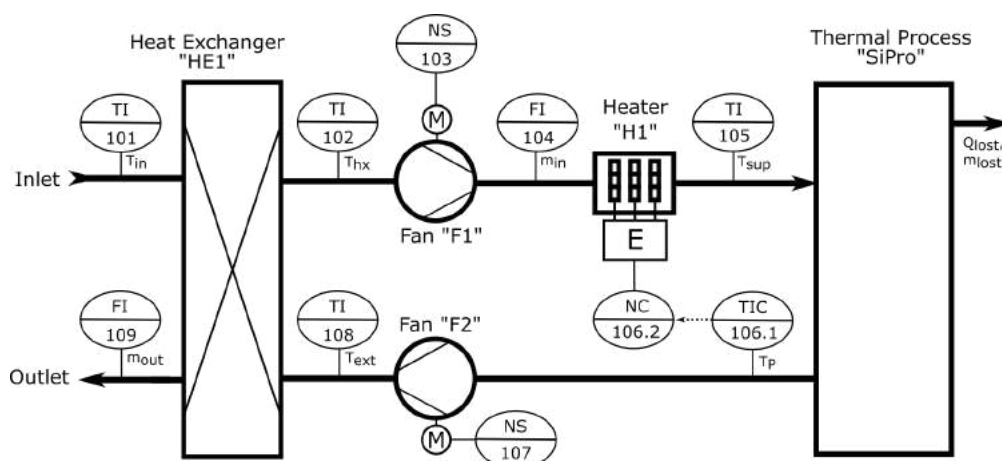 Heat Exchanger
"HE1"
NS
103
Thermal Process
"SiPro"
TI
101
Tin
TI
102
Thx
M
FI
104
min
Heater
"H1"
TI
105
Tsup
Qlost,
mlost
Inlet
Fan "F1"
E
FI
109
mout
TI
108
Text
Fan "F2"
NC
106.2
TIC
106.1
Tp
Outlet
M
NS
107